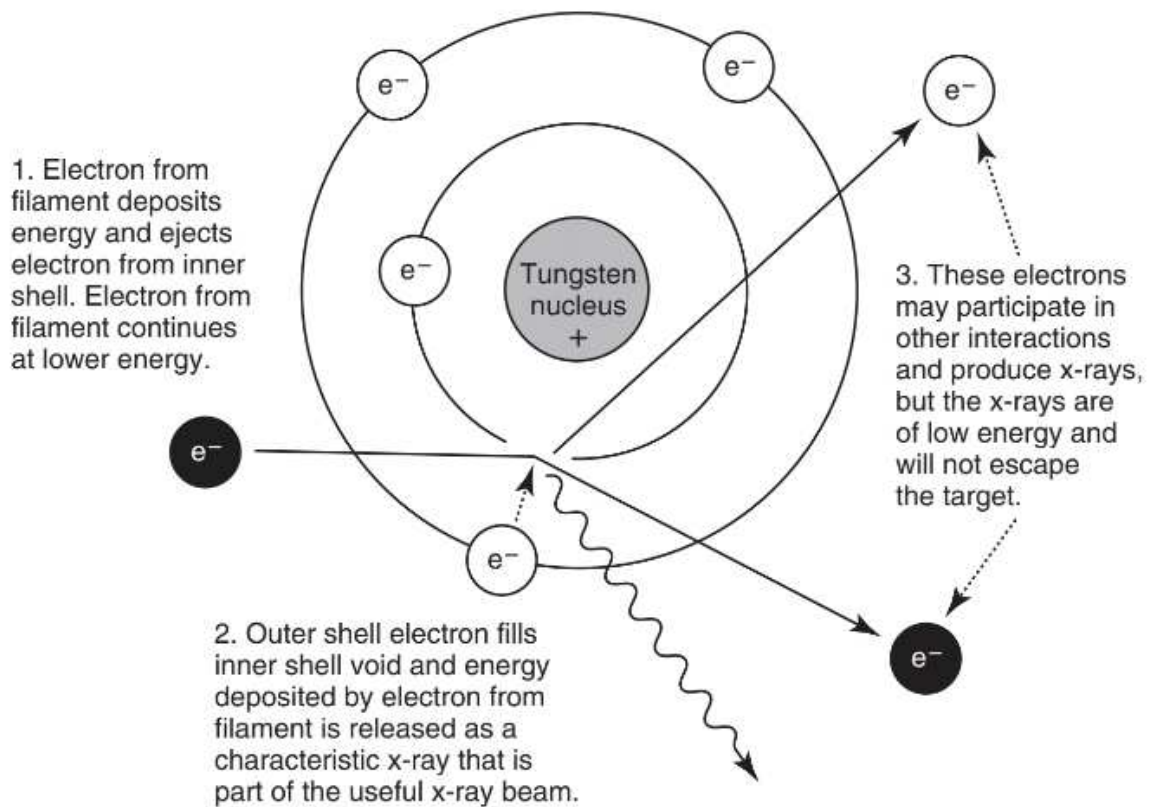 e⁻
e⁻
e⁻
1. Electron from
filament deposits
energy and ejects
electron from inner
shell. Electron from
filament continues
at lower energy.
e⁻
Tungsten
nucleus
+
3. These electrons
may participate in
other interactions
and produce x-rays,
but the x-rays are
of low energy and
will not escape
the target.
e⁻
e⁻
e⁻
2. Outer shell electron fills
inner shell void and energy
deposited by electron from
filament is released as a
characteristic x-ray that is
part of the useful x-ray beam.